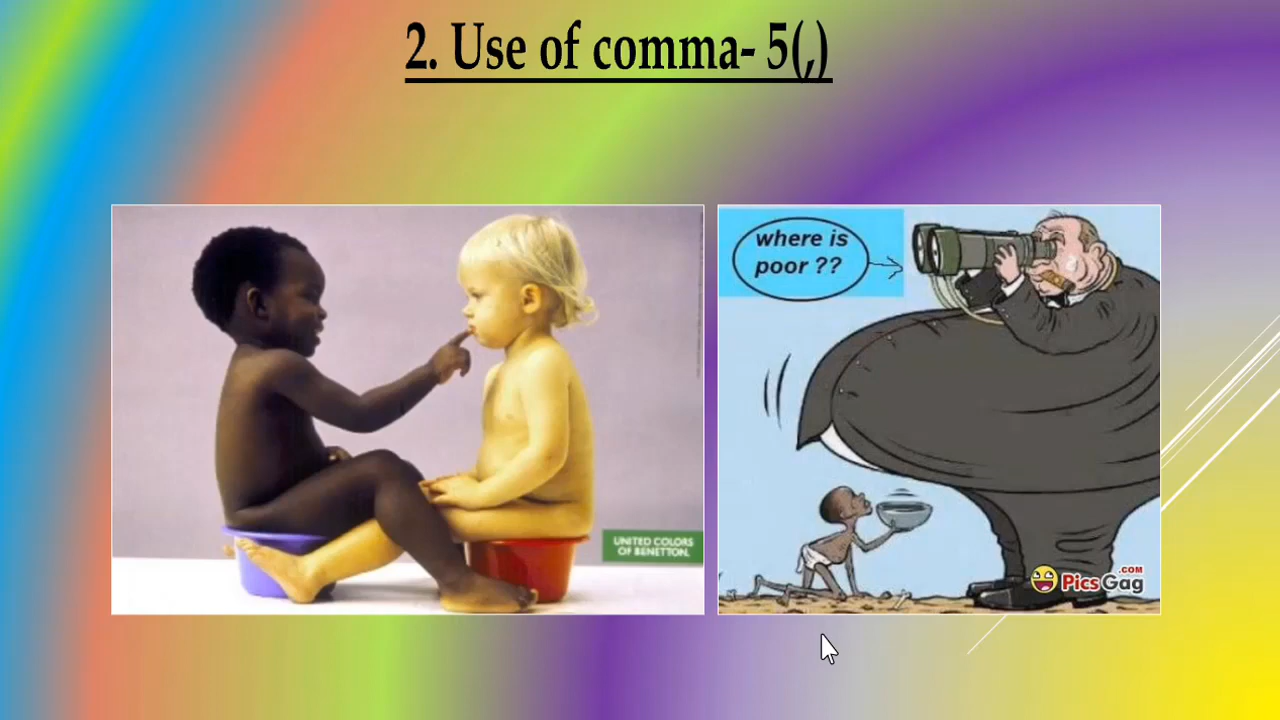 2. Use of comma- 5(,)
where is
poor ??
UNITED COLORS
OF BENETTON.
.COM
PicsGag